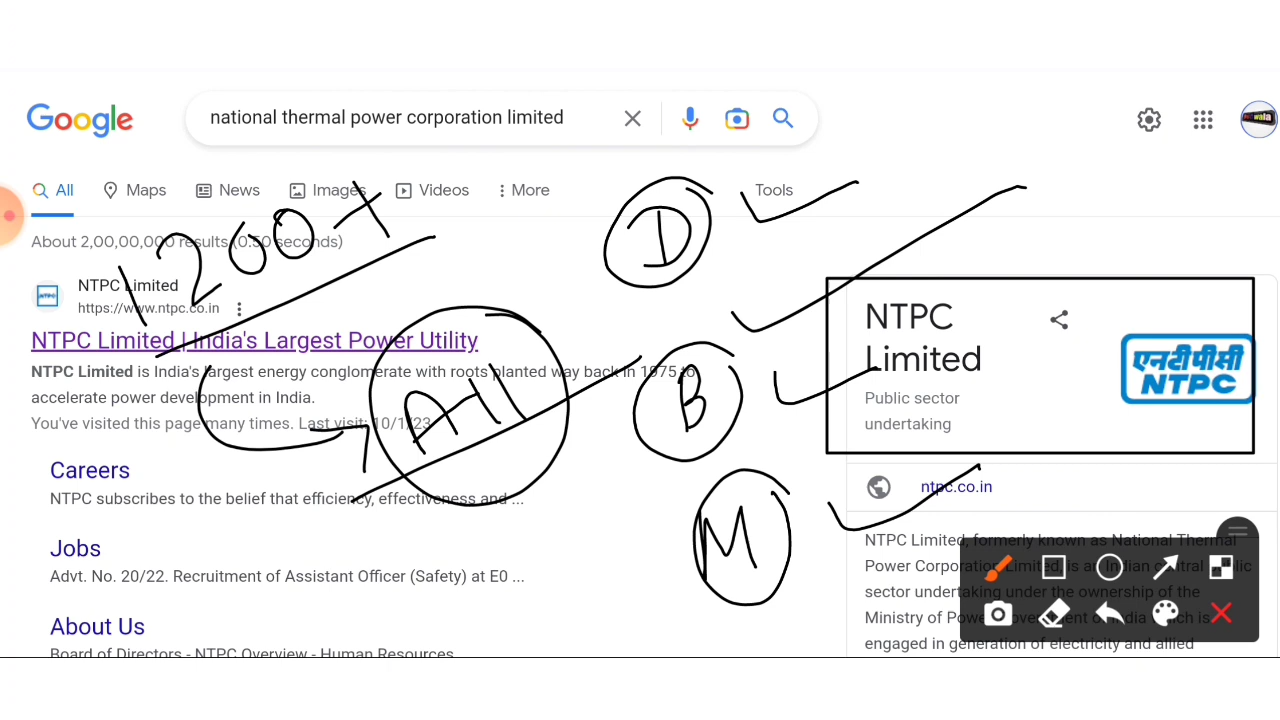 Google
national thermal power corporation limited
All Maps News Images Videos More Tools
About 2,00,00,000 results (0.50 seconds)
1200+
D
NTPC Limited
https://www.ntpc.co.in
NTPC Limited | India's Largest Power Utility
NTPC Limited is India's largest energy conglomerate with roots planted way back in 1975 to
accelerate power development in India.
You've visited this page many times. Last visit: 10/1/23
All
B
M
Careers
NTPC subscribes to the belief that efficiency, effectiveness and ...
Jobs
Advt. No. 20/22. Recruitment of Assistant Officer (Safety) at E0 ...
About Us
Board of Directors - NTPC Overview - Human Resources
NTPC
Limited
Public sector
undertaking
एनटीपीसी
NTPC
ntpc.co.in
NTPC Limited, formerly known as National Thermal
Power Corporation Limited, is an Indian central public
sector undertaking under the ownership of the
Ministry of Power, Government of India which is
engaged in generation of electricity and allied